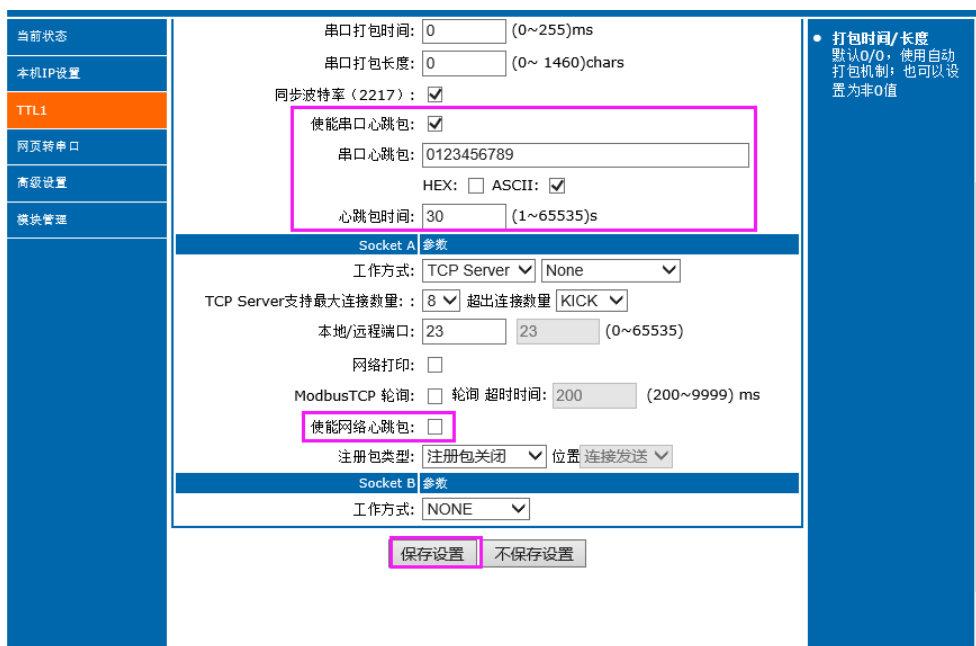 当前状态
本机IP设置
TTL1
网页转串口
高级设置
模块管理
串口打包时间: 0 (0~255)ms
串口打包长度: 0 (0~ 1460)chars
同步波特率（2217）:
使能串口心跳包:
串口心跳包: 0123456789
HEX: ASCII:
心跳包时间: 30 (1~65535)s
Socket A 参数
工作方式: TCP Server None
TCP Server支持最大连接数量: : 8 超出连接数量 KICK
本地/远程端口: 23 23 (0~65535)
网络打印:
ModbusTCP 轮询: 轮询 超时时间: 200 (200~9999) ms
使能网络心跳包:
注册包类型: 注册包关闭 位置 连接发送
Socket B 参数
工作方式: NONE
保存设置 不保存设置
● 打包时间/长度
默认0/0，使用自动
打包机制；也可以设
置为非0值